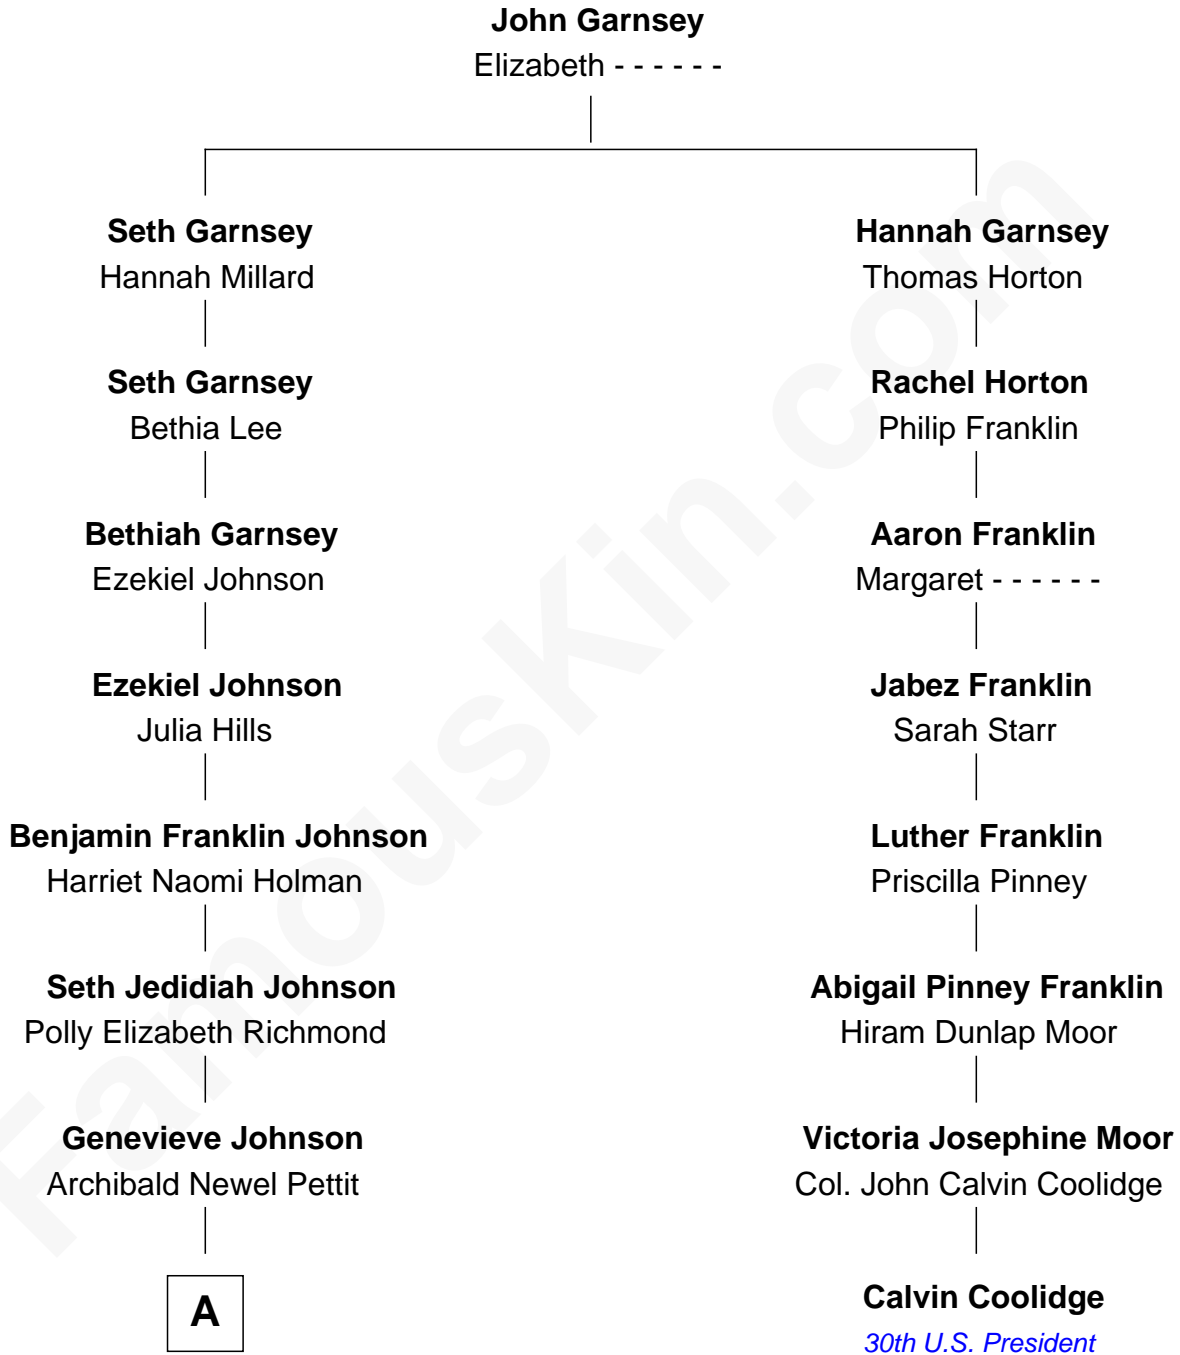 John Garnsey
Elizabeth - - - - - -
Seth Garnsey
Hannah Millard
Hannah Garnsey
Thomas Horton
Seth Garnsey
Bethia Lee
Rachel Horton
Philip Franklin
Bethiah Garnsey
Ezekiel Johnson
Aaron Franklin
Margaret - - - - - -
Ezekiel Johnson
Julia Hills
Jabez Franklin
Sarah Starr
Benjamin Franklin Johnson
Harriet Naomi Holman
Luther Franklin
Priscilla Pinney
Seth Jedidiah Johnson
Polly Elizabeth Richmond
Abigail Pinney Franklin
Hiram Dunlap Moor
Genevieve Johnson
Archibald Newel Pettit
Victoria Josephine Moor
Col. John Calvin Coolidge
A
Calvin Coolidge
30th U.S. President
FamousKin.com